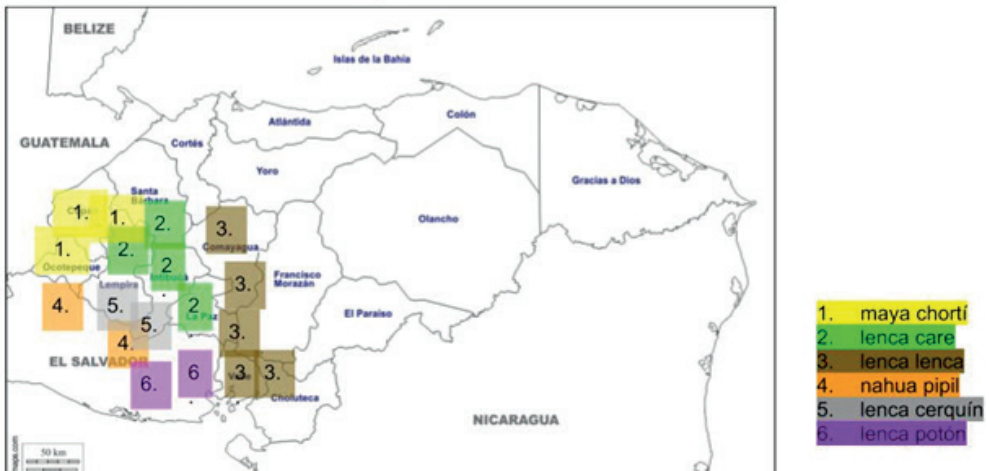 BELIZE
Islas de la Bahía
Atlántida
Colón
GUATEMALA
Cortés
Yoro
Gracias a Dios
Santa
Bárbara
1.
1.
2.
3.
Olancho
Comayagua
1.
2.
2
Ocotepeque
Francisco
Morazán
Lempira
3.
4.
5.
2
El Paraíso
La Paz
5.
3.
4.
EL SALVADOR
6.
6
3.
3.
Choluteca
NICARAGUA
50 km
1. maya chortí
2. lenca care
3. lenca lenca
4. nahua pipil
5. lenca cerquín
6. lenca potón